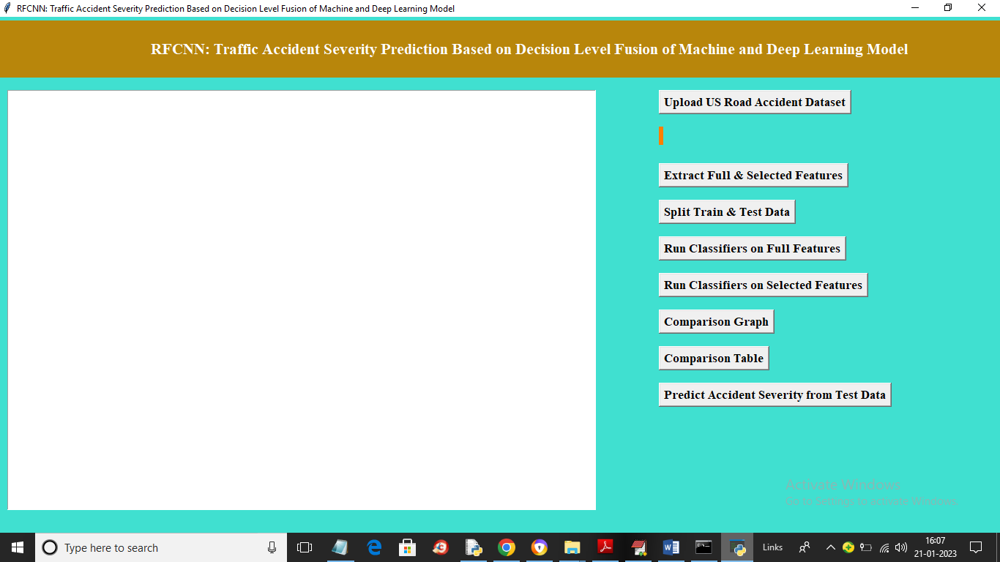 RFCNN: Traffic Accident Severity Prediction Based on Decision Level Fusion of Machine and Deep Learning Model
RFCNN: Traffic Accident Severity Prediction Based on Decision Level Fusion of Machine and Deep Learning Model
Upload US Road Accident Dataset
Extract Full & Selected Features
Split Train & Test Data
Run Classifiers on Full Features
Run Classifiers on Selected Features
Comparison Graph
Comparison Table
Predict Accident Severity from Test Data
Activate Windows
Go to Settings to activate Windows.
Type here to search
Links
16:07
21-01-2023